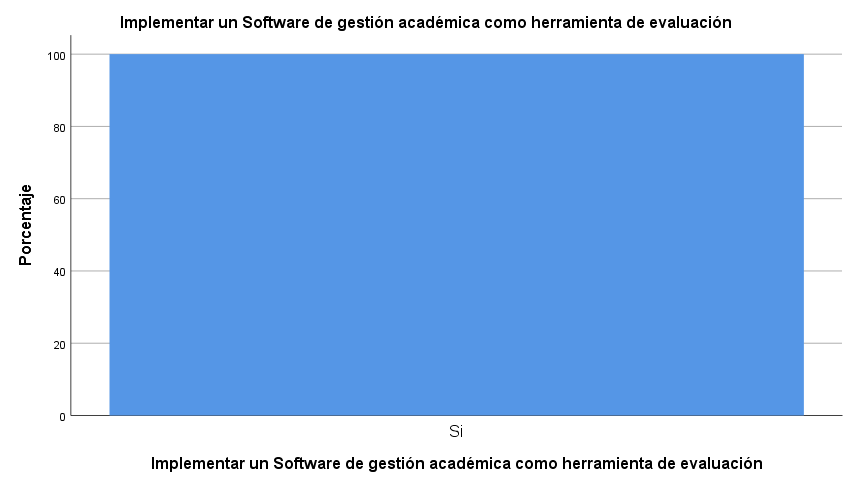 Implementar un Software de gestión académica como herramienta de evaluación
100
80
60
40
20
0
Porcentaje
Si
Implementar un Software de gestión académica como herramienta de evaluación